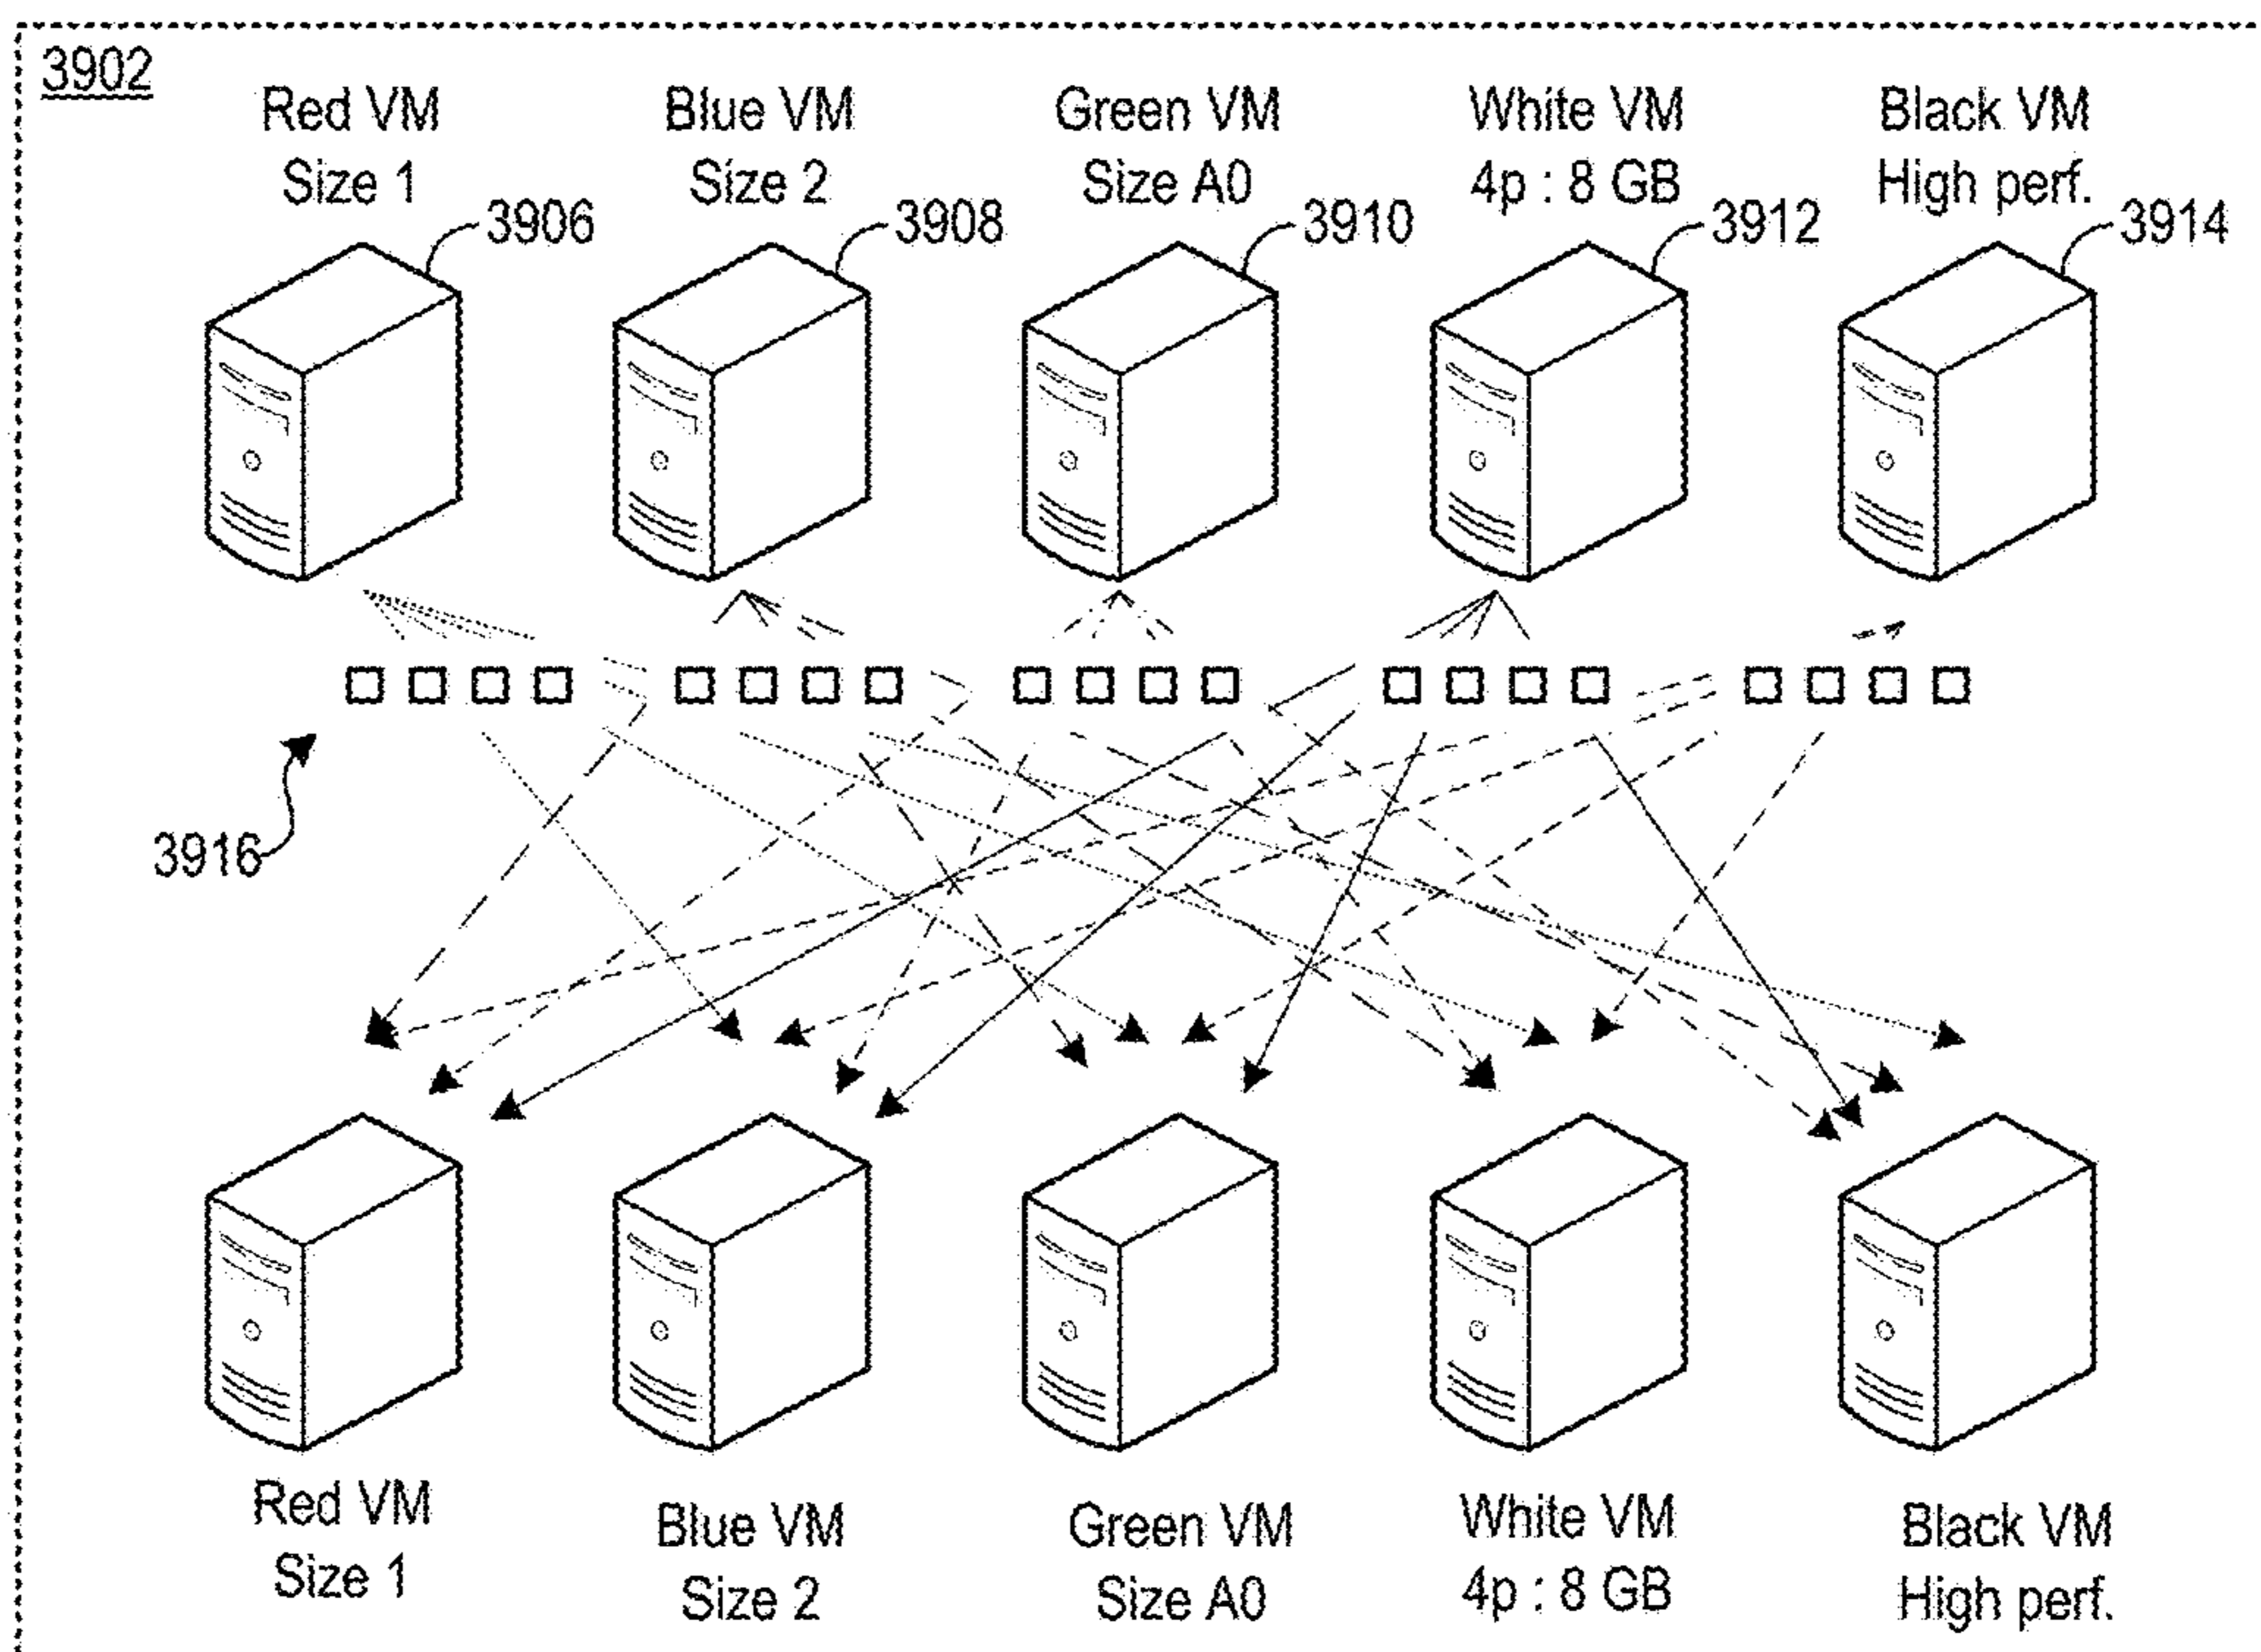 3902
Red VM Blue VM Green VM White VM Black VM
Size 1 Size 2 Size A0 4p : 8 GB High perf.
3906 3908 3910 3912 3914
3916
Red VM Blue VM Green VM White VM Black VM
Size 1 Size 2 Size A0 4p : 8 GB High perf.